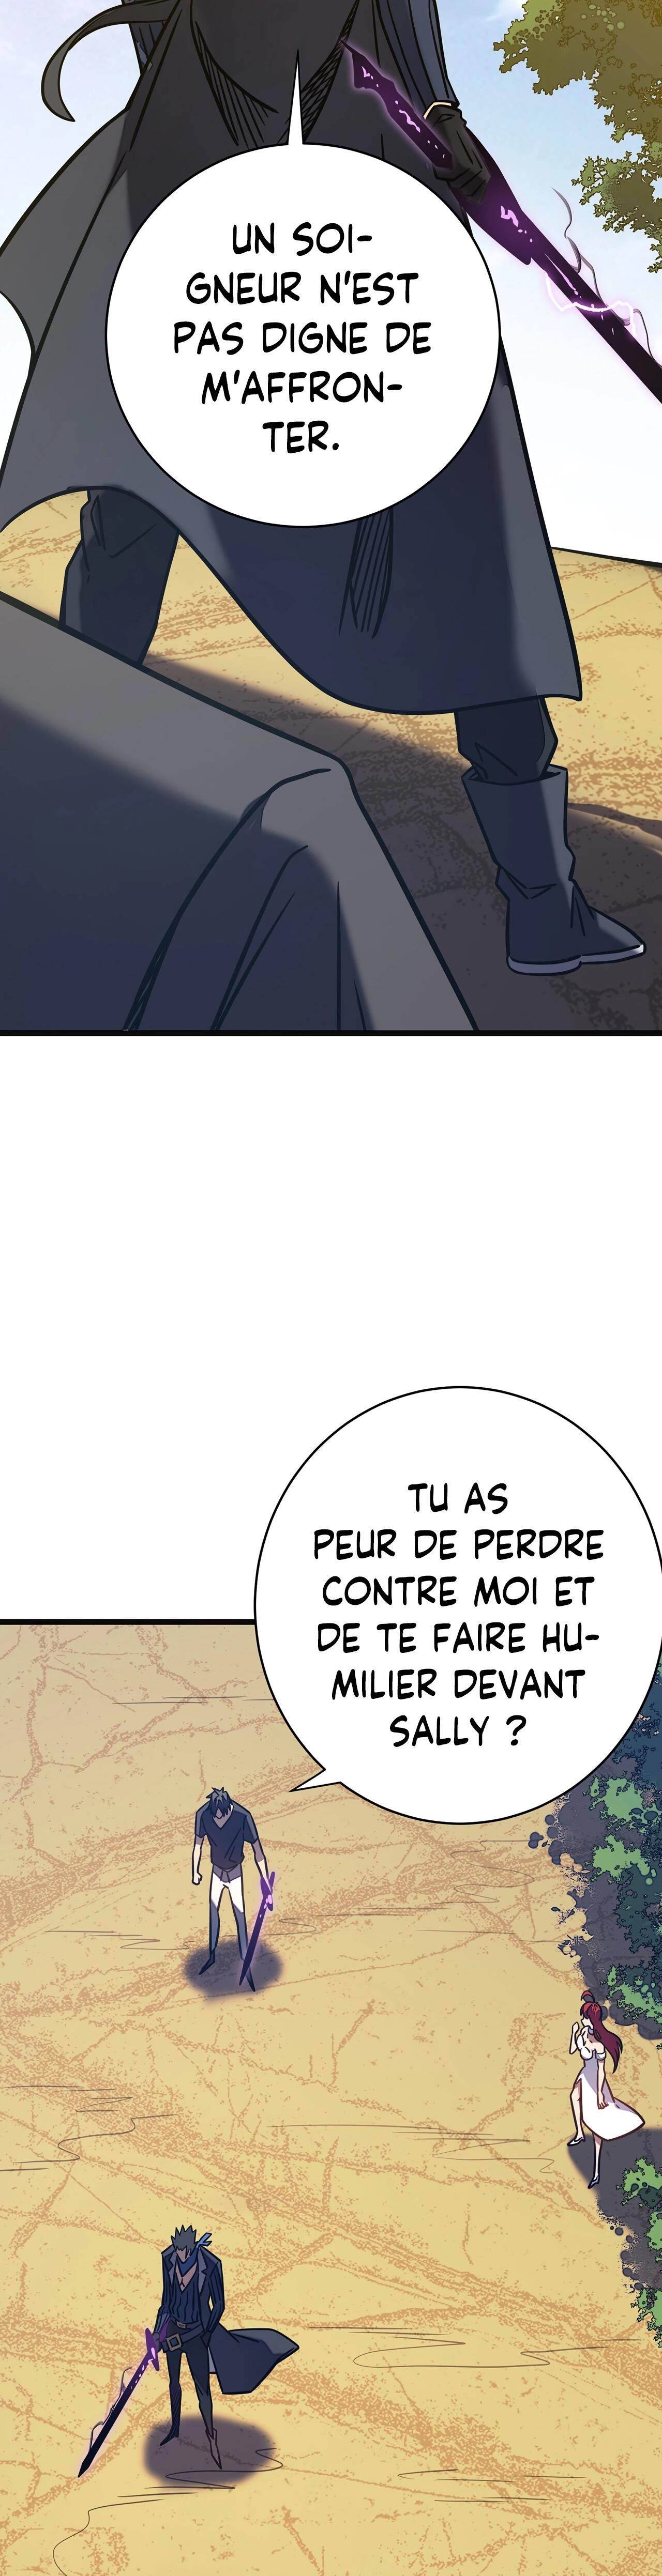 UN SOI-
GNEUR N'EST
PAS DIGNE DE
M'AFFRON-
TER.
TU AS
PEUR DE PERDRE
CONTRE MOI ET
DE TE FAIRE HU-
MILIER DEVANT
SALLY ?